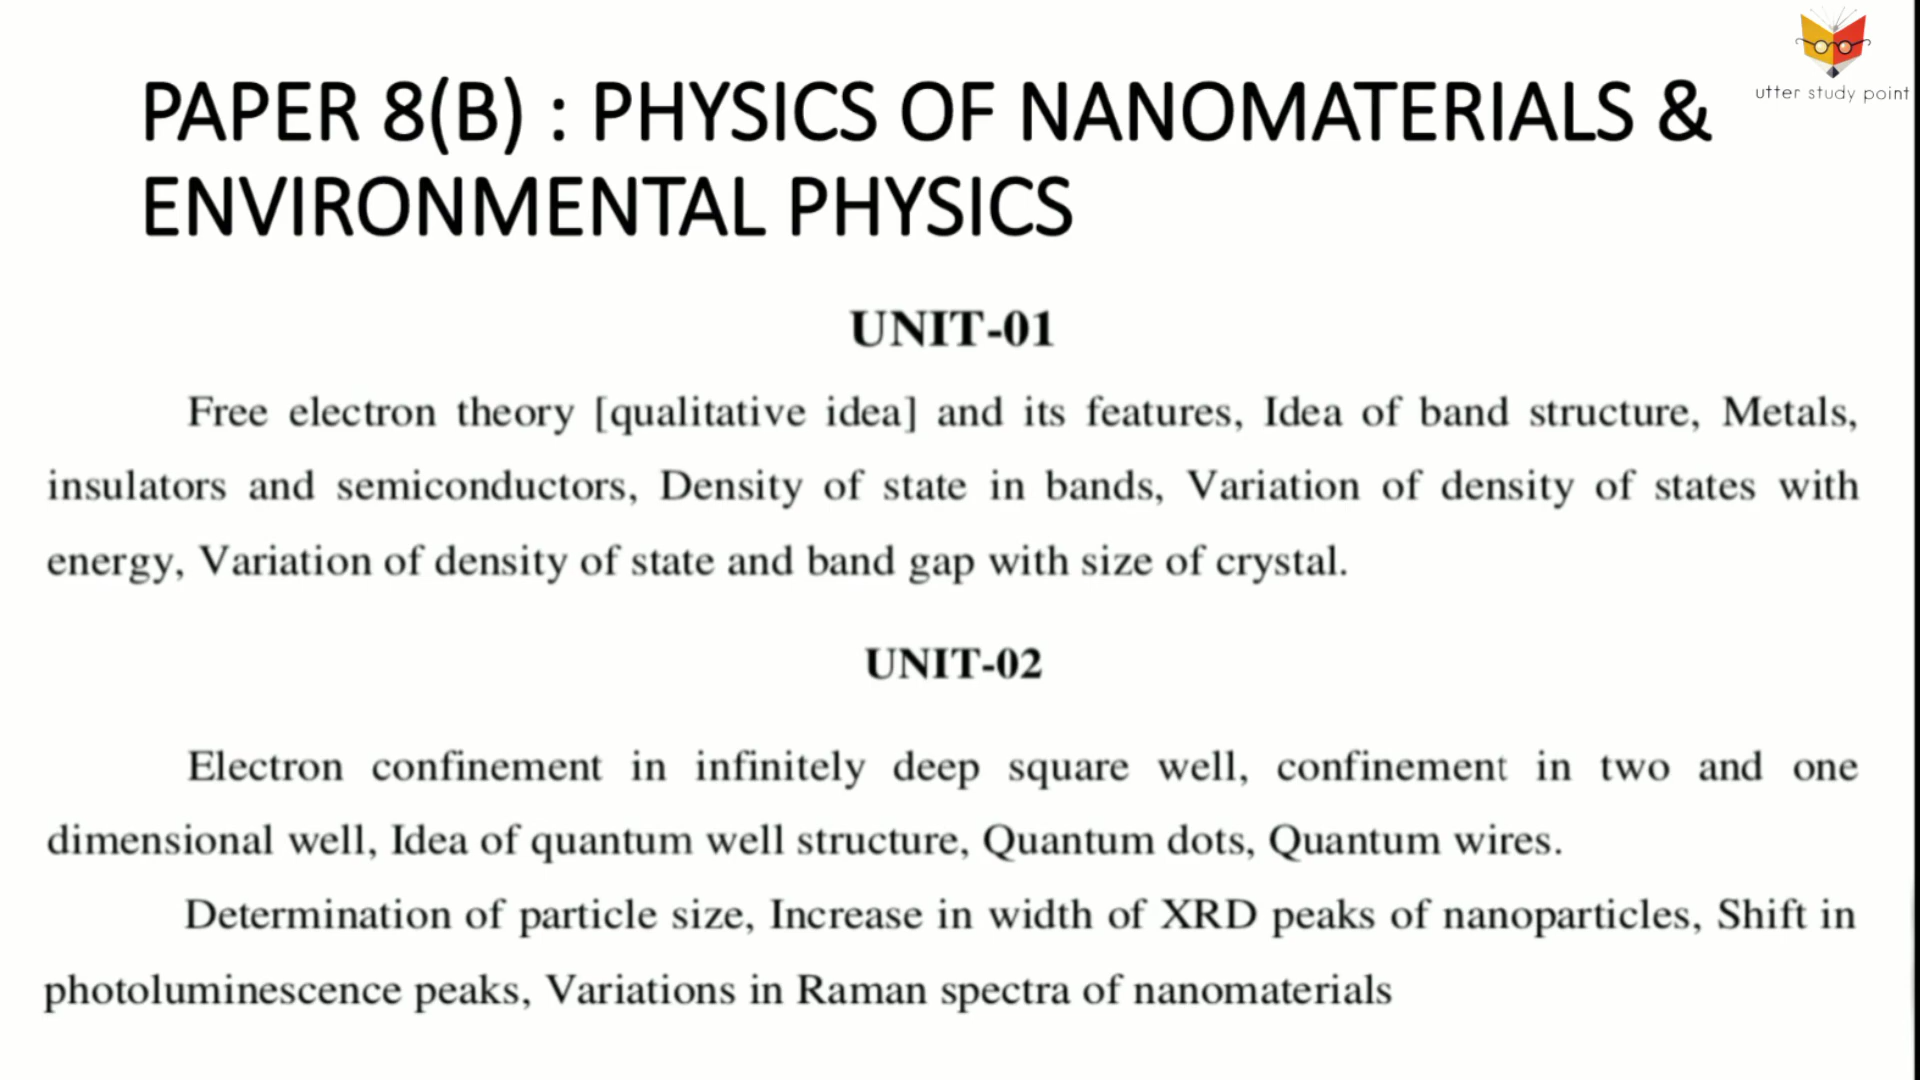 utter study point
PAPER 8(B) : PHYSICS OF NANOMATERIALS &
ENVIRONMENTAL PHYSICS
UNIT-01
Free electron theory [qualitative idea] and its features, Idea of band structure, Metals,
insulators and semiconductors, Density of state in bands, Variation of density of states with
energy, Variation of density of state and band gap with size of crystal.
UNIT-02
Electron confinement in infinitely deep square well, confinement in two and one
dimensional well, Idea of quantum well structure, Quantum dots, Quantum wires.
Determination of particle size, Increase in width of XRD peaks of nanoparticles, Shift in
photoluminescence peaks, Variations in Raman spectra of nanomaterials